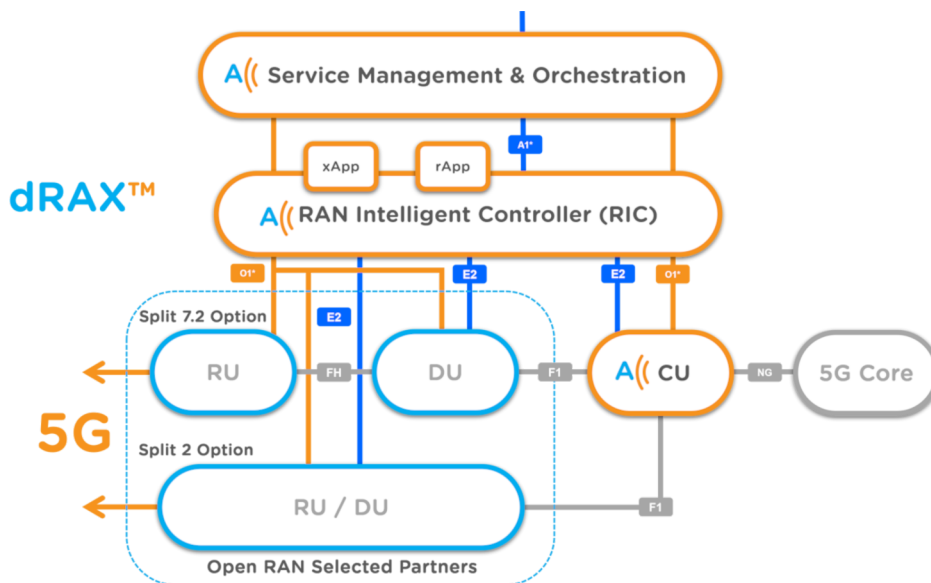 A Service Management & Orchestration
A1*
xApp
rApp
dRAX™
A RAN Intelligent Controller (RIC)
O1*
E2
E2
O1*
Split 7.2 Option
E2
RU
FH
DU
F1
A CU
NG
5G Core
5G
Split 2 Option
RU / DU
F1
Open RAN Selected Partners